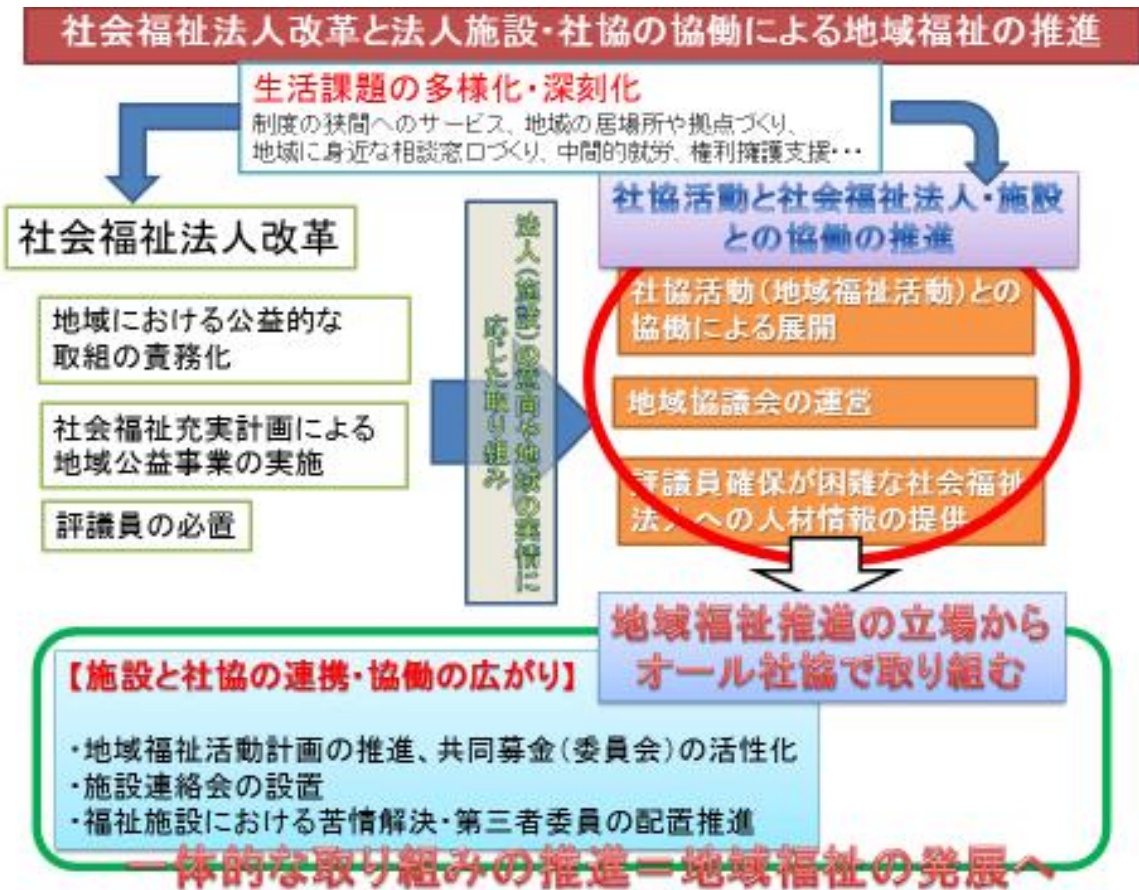 社会福祉法人改革と法人施設・社協の協働による地域福祉の推進
生活課題の多様化・深刻化
制度の狭間へのサービス、地域の居場所や拠点づくり、
地域に身近な相談窓口づくり、中間的就労、権利擁護支援・・・
社会福祉法人改革
地域における公益的な
取組の責務化
社会福祉充実計画による
地域公益事業の実施
評議員の必置
法人(施設)の意向や地域の実情に
応じた取り組み
社協活動と社会福祉法人・施設
との協働の推進
社協活動(地域福祉活動)との
協働による展開
地域協議会の運営
評議員確保が困難な社会福祉
法人への人材情報の提供
地域福祉推進の立場から
オール社協で取り組む
【施設と社協の連携・協働の広がり】
・地域福祉活動計画の推進、共同募金(委員会)の活性化
・施設連絡会の設置
・福祉施設における苦情解決・第三者委員の配置推進
一体的な取り組みの推進＝地域福祉の発展へ